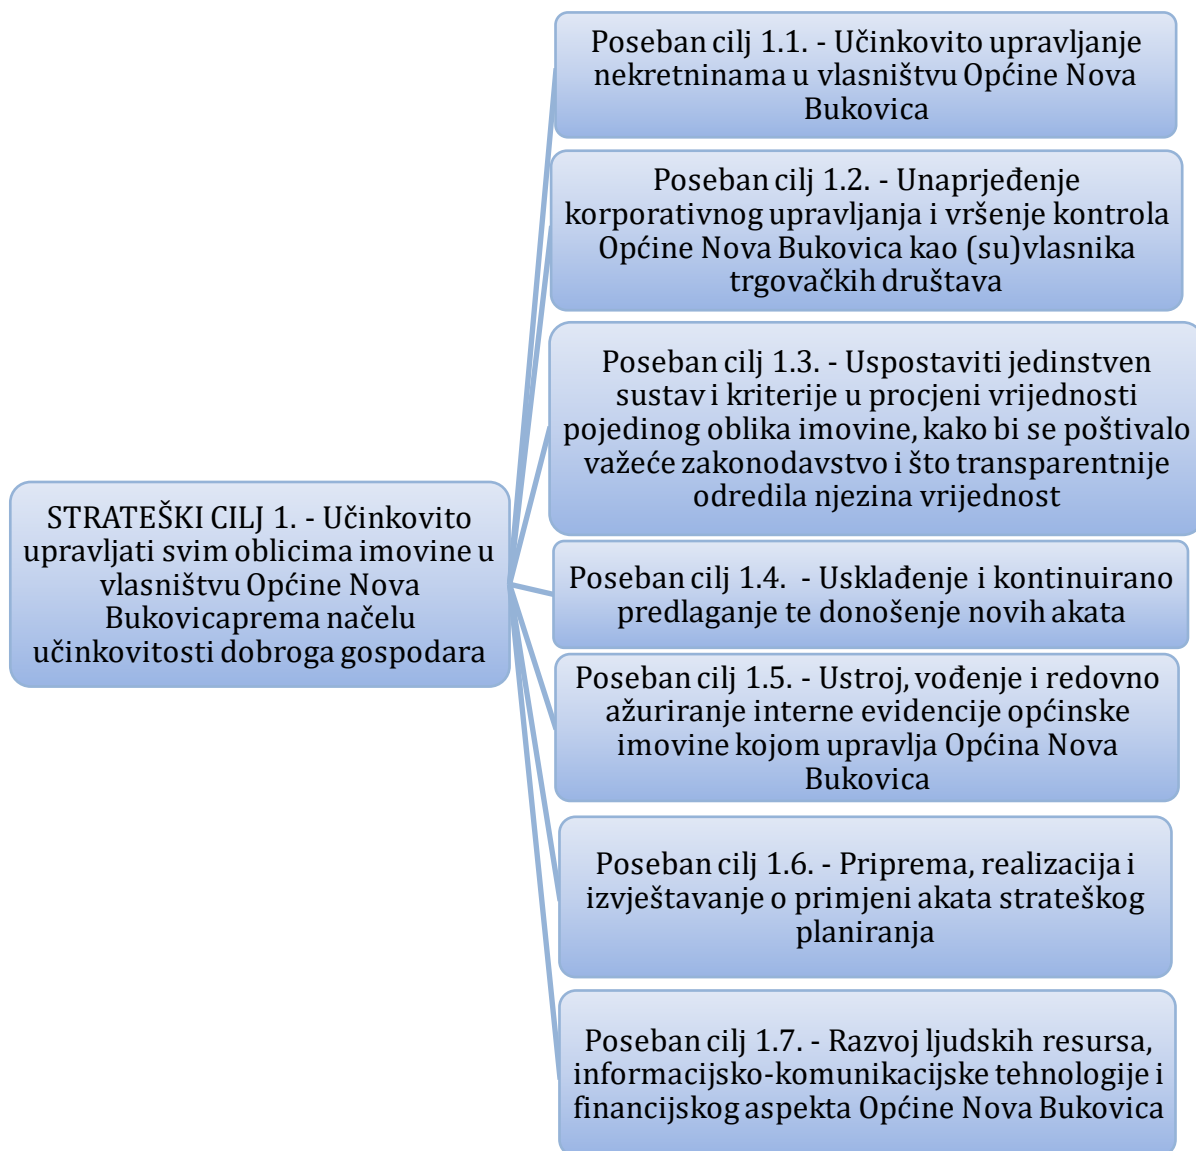 STRATEŠKI CILJ 1. - Učinkovito
upravljati svim oblicima imovine u
vlasništvu Općine Nova
Bukovicaprema načelu
učinkovitosti dobroga gospodara
Poseban cilj 1.1. - Učinkovito upravljanje
nekretninama u vlasništvu Općine Nova
Bukovica
Poseban cilj 1.2. - Unaprjeđenje
korporativnog upravljanja i vršenje kontrola
Općine Nova Bukovica kao (su)vlasnika
trgovačkih društava
Poseban cilj 1.3. - Uspostaviti jedinstven
sustav i kriterije u procjeni vrijednosti
pojedinog oblika imovine, kako bi se poštivalo
važeće zakonodavstvo i što transparentnije
odredila njezina vrijednost
Poseban cilj 1.4. - Usklađenje i kontinuirano
predlaganje te donošenje novih akata
Poseban cilj 1.5. - Ustroj, vođenje i redovno
ažuriranje interne evidencije općinske
imovine kojom upravlja Općina Nova
Bukovica
Poseban cilj 1.6. - Priprema, realizacija i
izvještavanje o primjeni akata strateškog
planiranja
Poseban cilj 1.7. - Razvoj ljudskih resursa,
informacijsko-komunikacijske tehnologije i
financijskog aspekta Općine Nova Bukovica